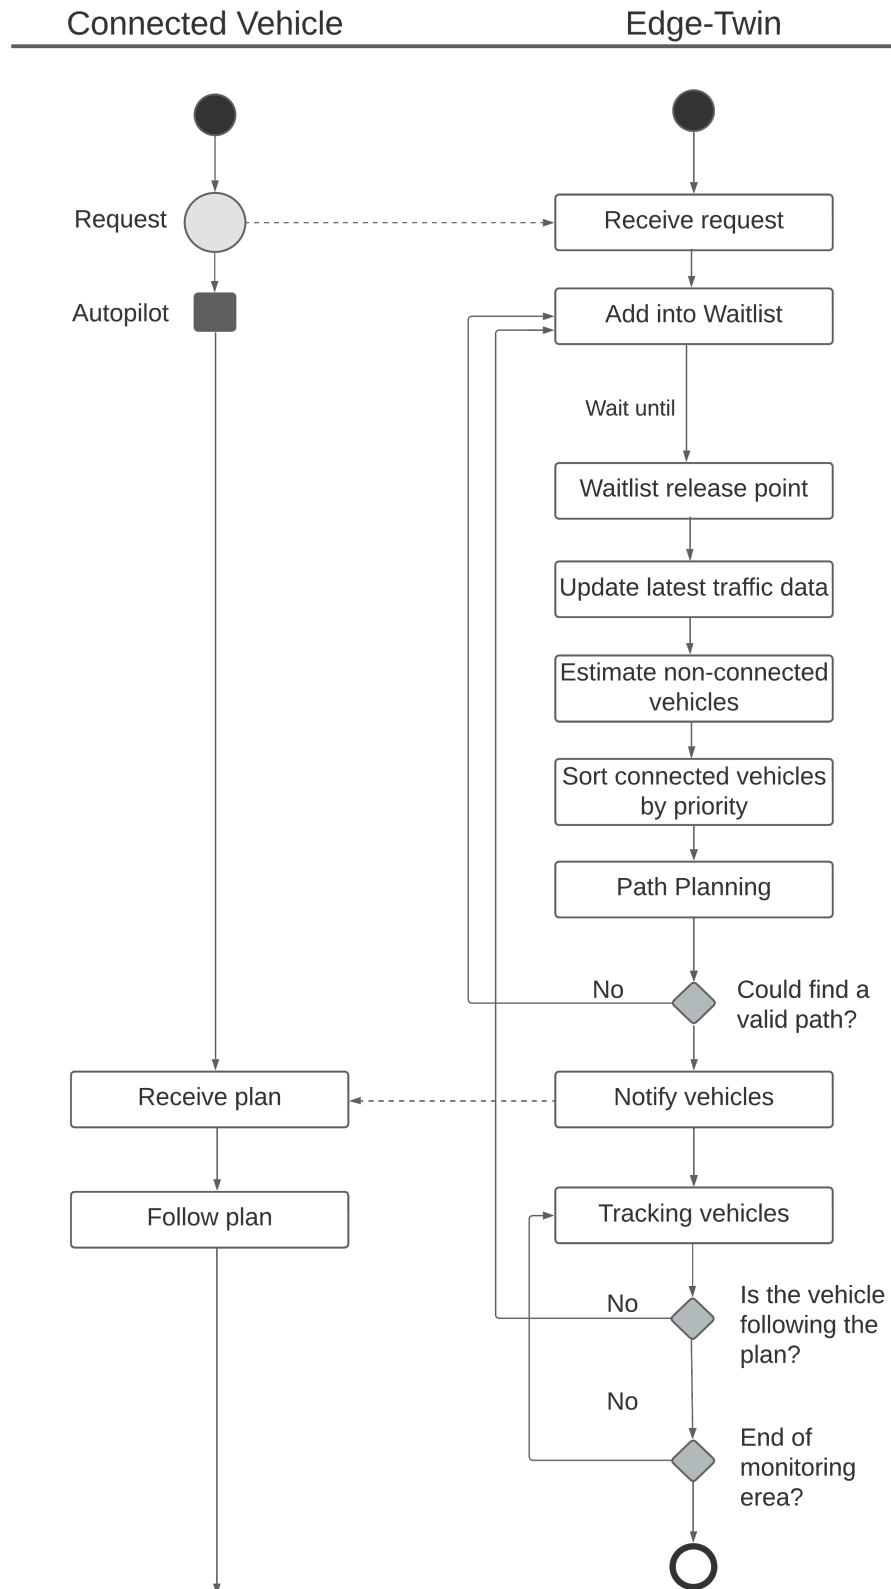 Connected Vehicle
Edge-Twin
Request
Receive request
Autopilot
Add into Waitlist
Wait until
Waitlist release point
Update latest traffic data
Estimate non-connected
vehicles
Sort connected vehicles
by priority
Path Planning
No
Could find a
valid path?
Receive plan
Notify vehicles
Follow plan
Tracking vehicles
No
Is the vehicle
following the
plan?
No
End of
monitoring
erea?